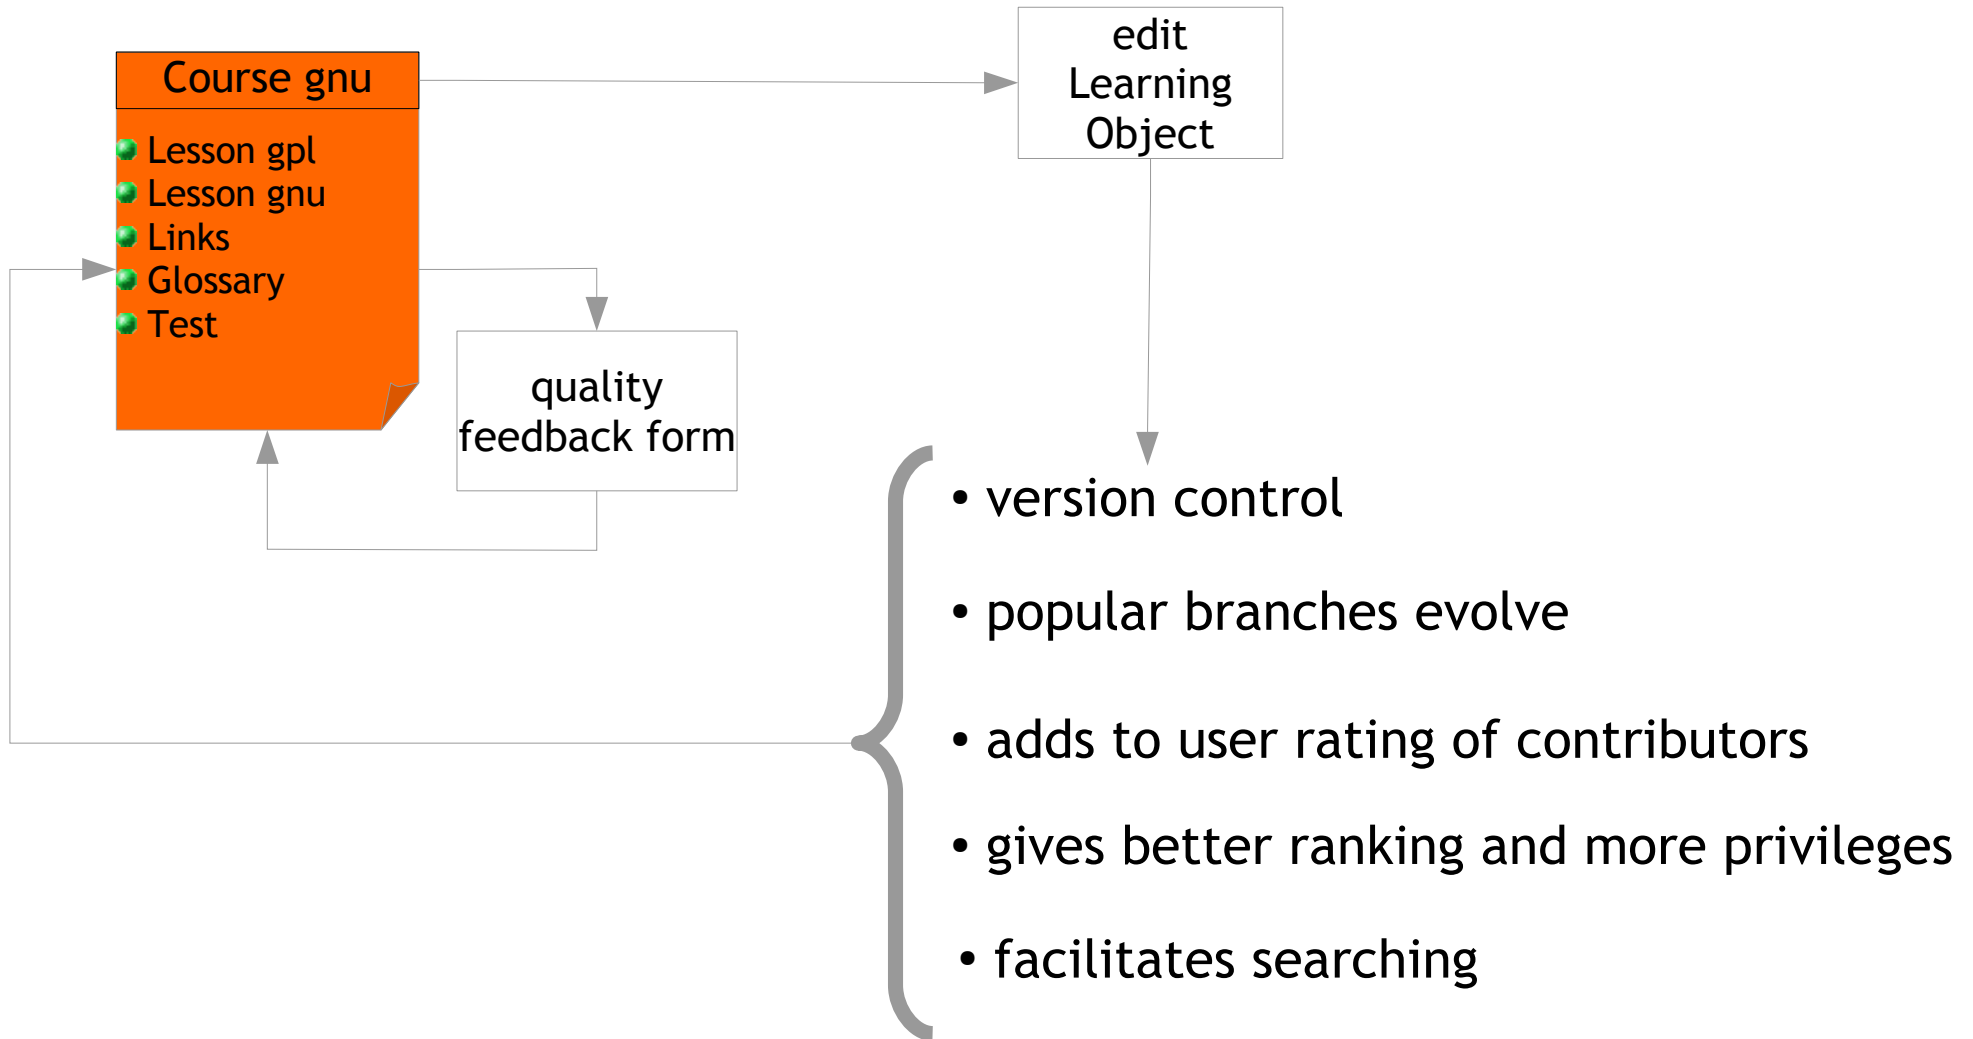 Course gnu
Lesson gpl
Lesson gnu
Links
Glossary
Test
edit
Learning
Object
quality
feedback form
• version control
• popular branches evolve
• adds to user rating of contributors
• gives better ranking and more privileges
• facilitates searching